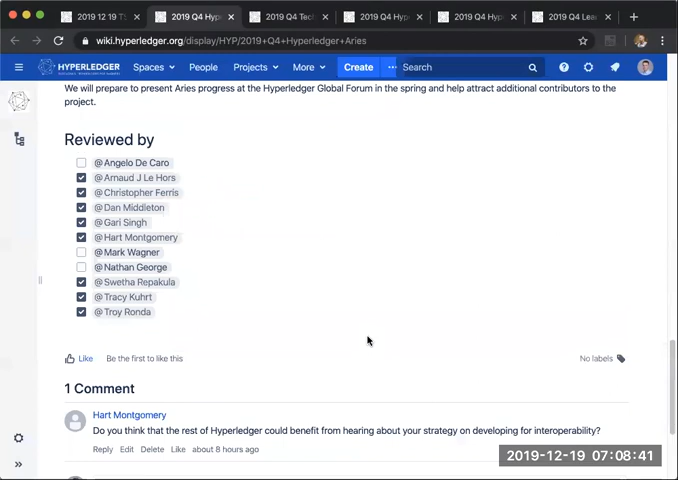 2019 12 19 T
2019 Q4 Hyp
2019 Q4 Tech
2019 Q4 Hype
2019 Q4 Hyp
2019 Q4 Lea
wiki.hyperledger.org/display/HYP/2019+Q4+Hyperledger+Aries
HYPERLEDGER
Spaces
People
Projects
More
Create
Search
We will prepare to present Aries progress at the Hyperledger Global Forum in the spring and help attract additional contributors to the
project.
Reviewed by
@Angelo De Caro
@Arnaud J Le Hors
@Christopher Ferris
@Dan Middleton
@Gari Singh
@Hart Montgomery
@Mark Wagner
@Nathan George
@Swetha Repakula
@Tracy Kuhrt
@Troy Ronda
Like Be the first to like this No labels
1 Comment
Hart Montgomery
Do you think that the rest of Hyperledger could benefit from hearing about your strategy on developing for interoperability?
Reply Edit Delete Like about 8 hours ago
2019-12-19 07:08:41